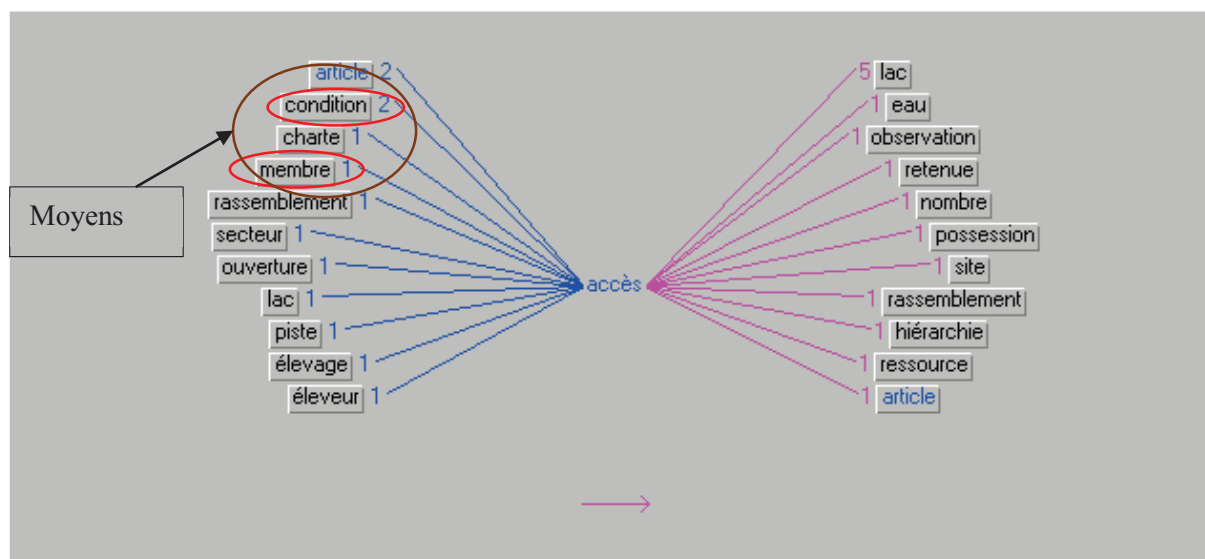 article 2
condition 2
charte 1
membre 1
rassemblement 1
secteur 1
ouverture 1
lac 1
piste 1
élevage 1
éleveur 1
Moyens
accès
5 lac
1 eau
1 observation
1 retenue
1 nombre
1 possession
1 site
1 rassemblement
1 hiérarchie
1 ressource
1 article